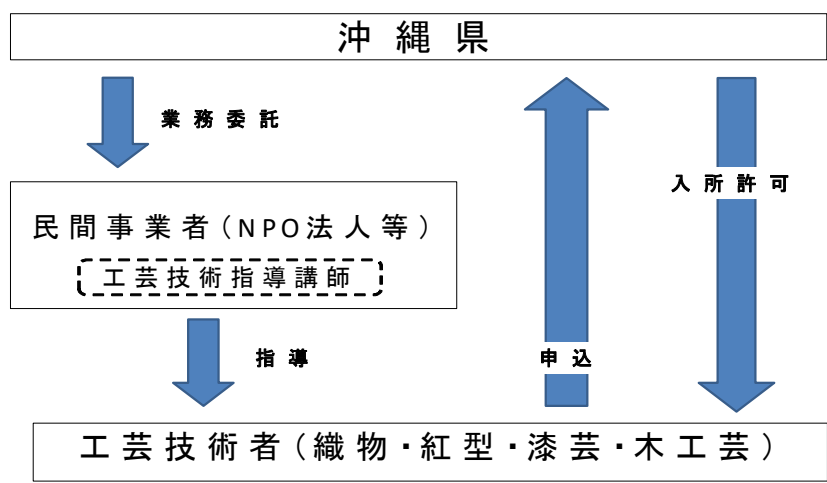 沖縄県
業務委託
入所許可
民間事業者(NPO法人等)
工芸技術指導講師
指導
申込
工芸技術者(織物・紅型・漆芸・木工芸)